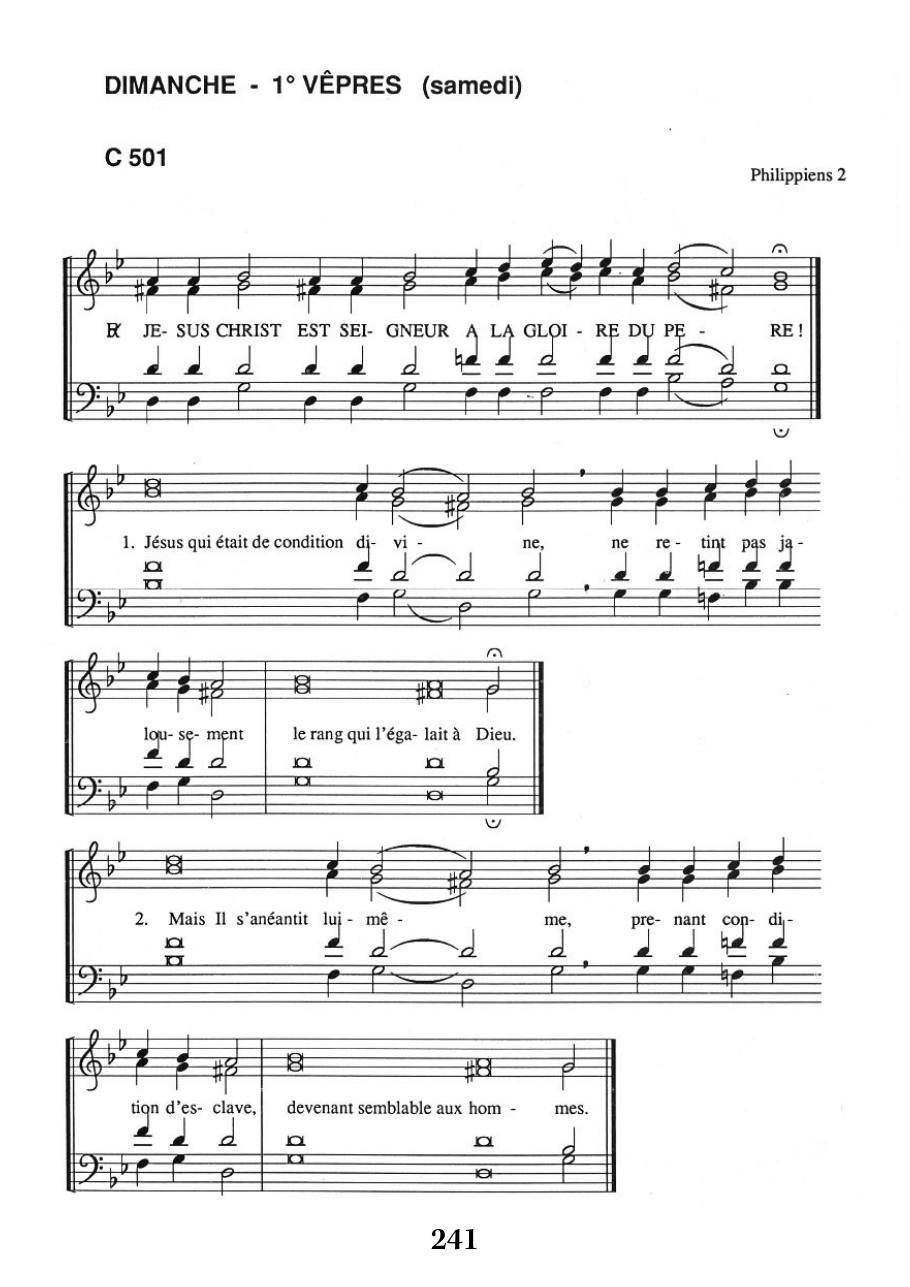 DIMANCHE - 1° VÊPRES (samedi)
C 501
Philippiens 2
℟ JE- SUS CHRIST EST SEI- GNEUR A LA GLOI - RE DU PE - RE !
1. Jésus qui était de condition di- vi - ne, ne re- tint pas ja-
lou- se- ment le rang qui l'éga- lait à Dieu.
2. Mais Il s'anéantit lui- mê - me, pre- nant con- di-
tion d'es- clave, devenant semblable aux hom - mes.
241